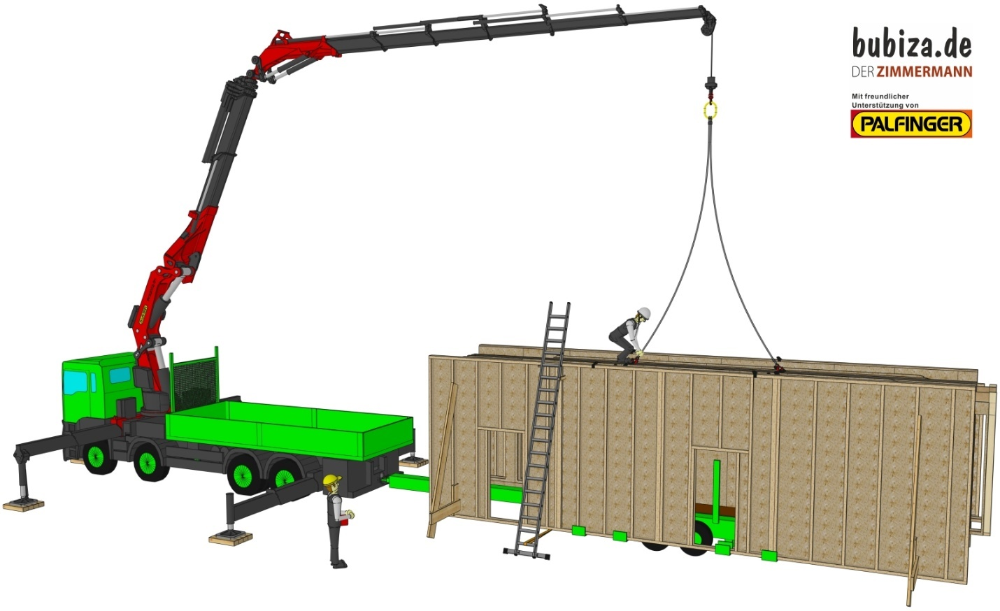 bubiza.de
DER ZIMMERMANN
Mit freundlicher
Unterstützung von
PALFINGER